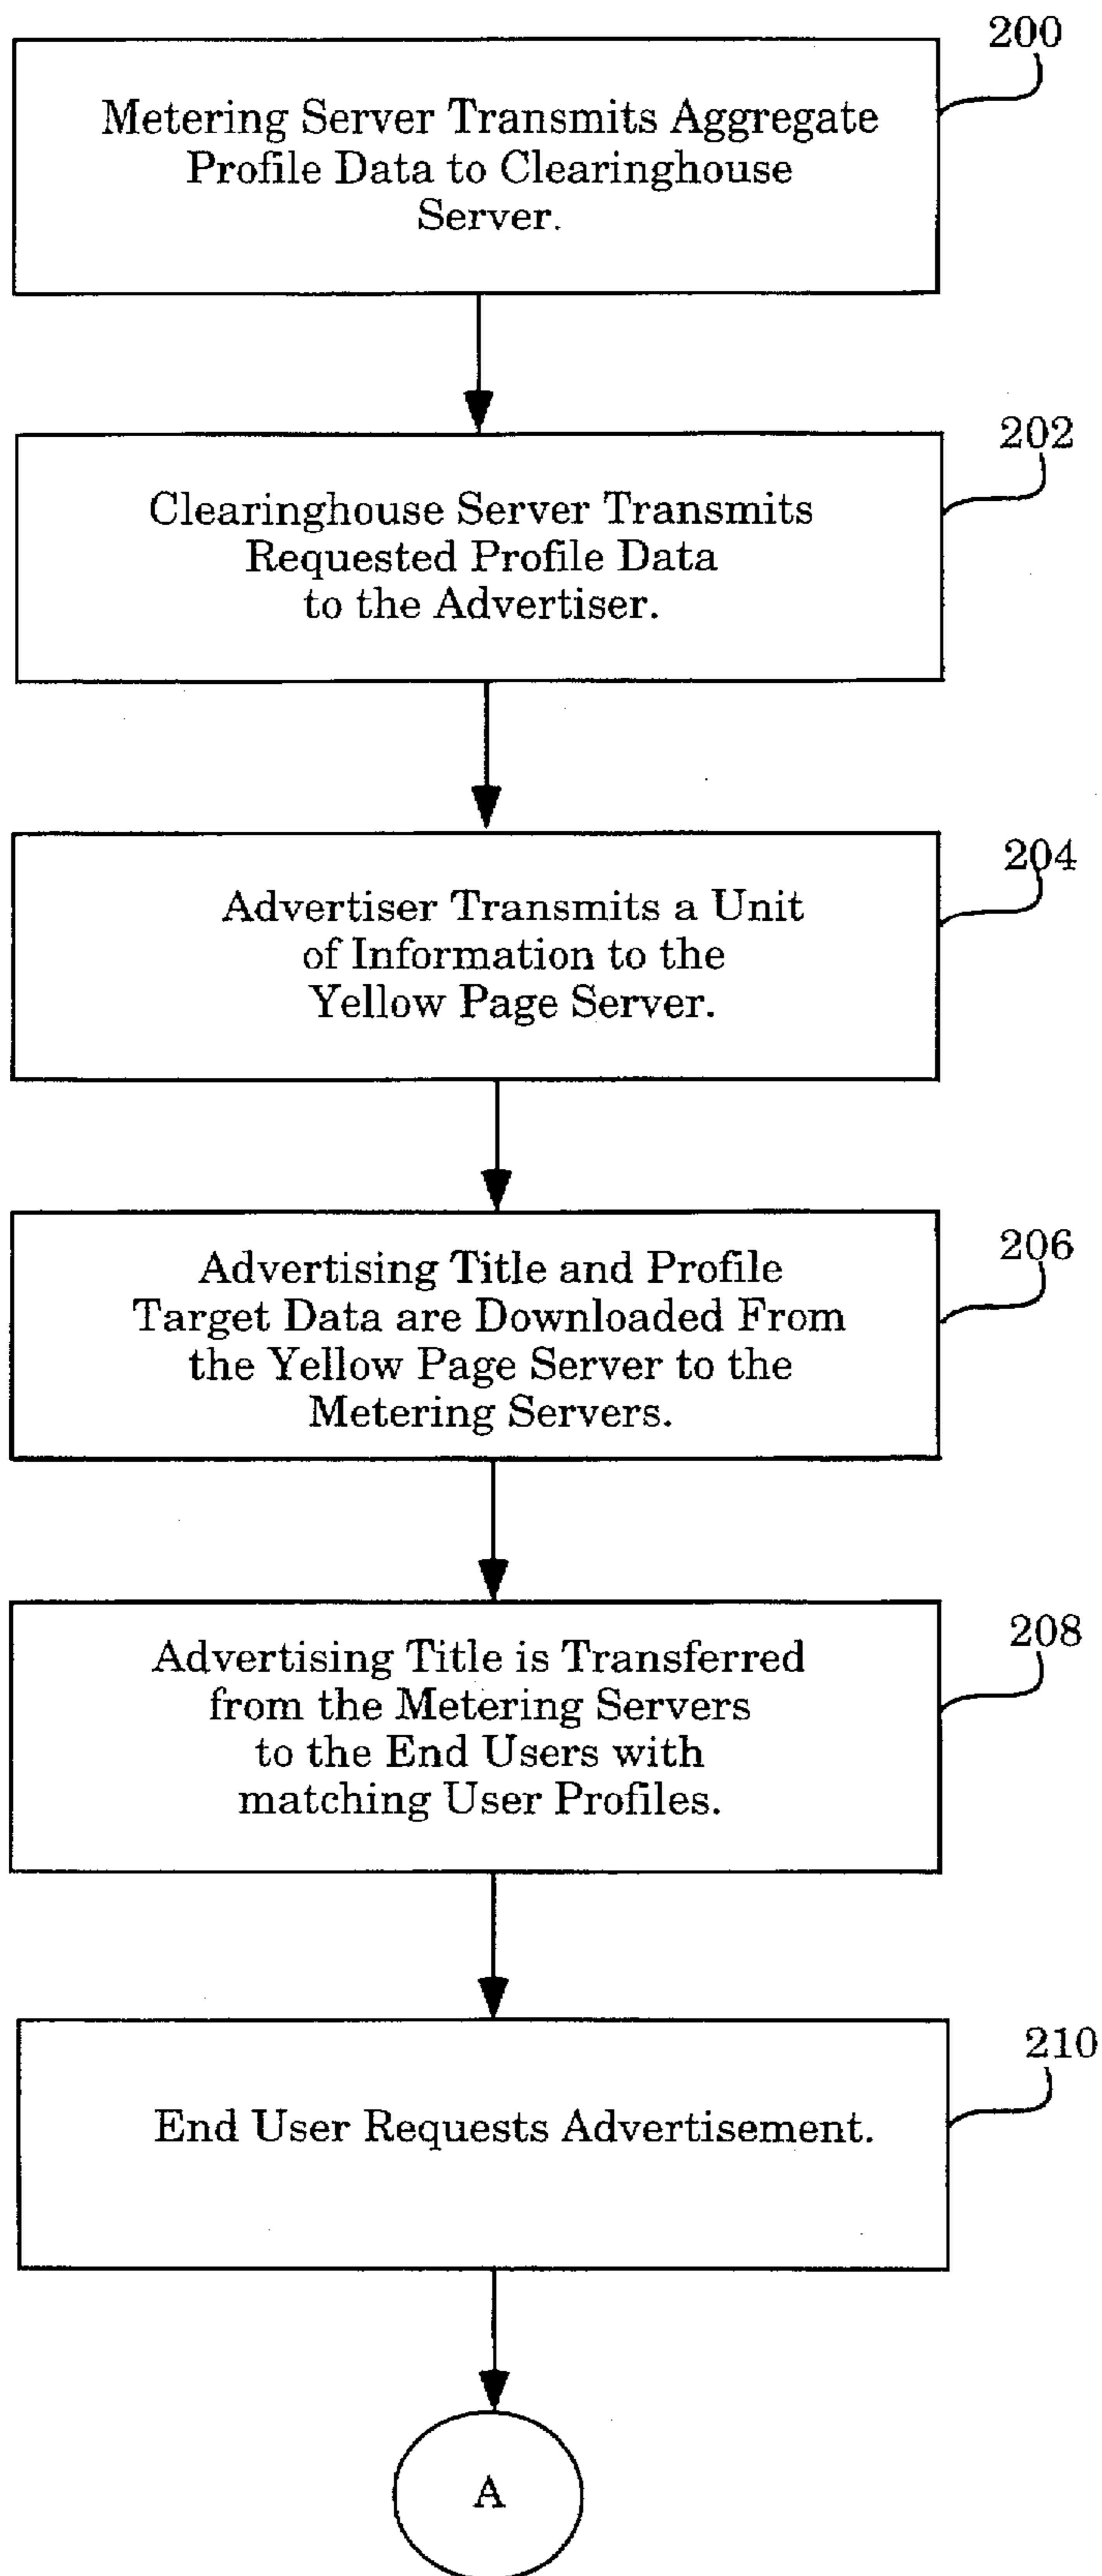 200
Metering Server Transmits Aggregate
Profile Data to Clearinghouse
Server.
202
Clearinghouse Server Transmits
Requested Profile Data
to the Advertiser.
204
Advertiser Transmits a Unit
of Information to the
Yellow Page Server.
206
Advertising Title and Profile
Target Data are Downloaded From
the Yellow Page Server to the
Metering Servers.
208
Advertising Title is Transferred
from the Metering Servers
to the End Users with
matching User Profiles.
210
End User Requests Advertisement.
A